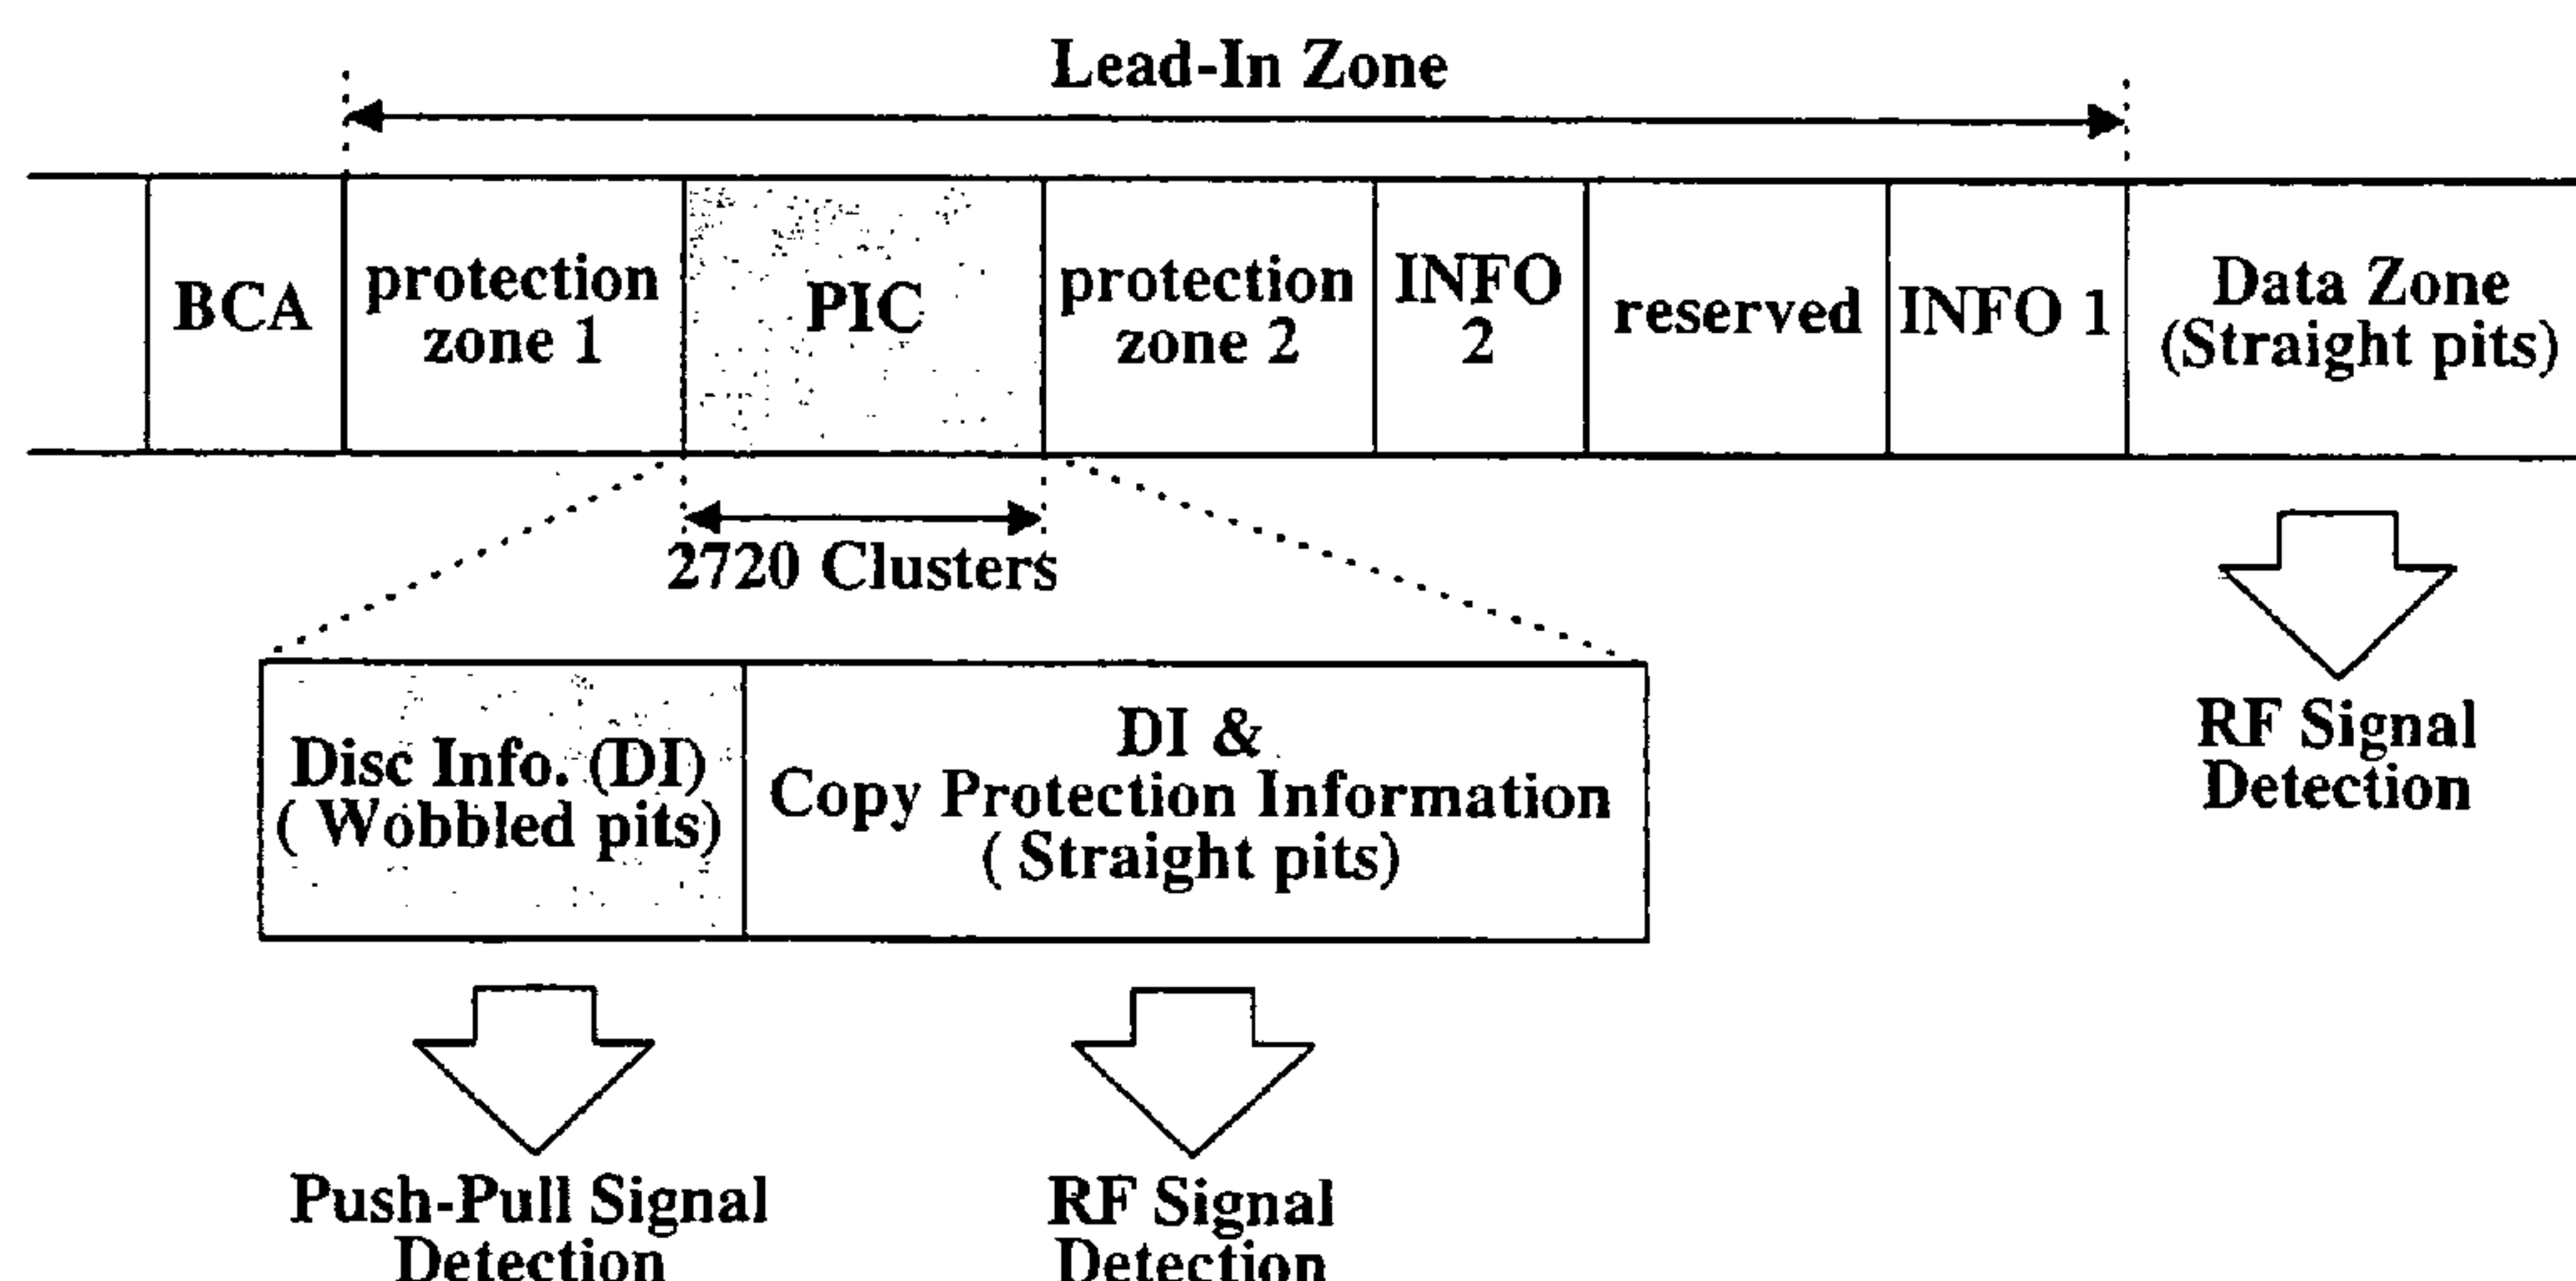 Lead-In Zone
BCA
protection
zone 1
PIC
protection
zone 2
INFO
2
reserved
INFO 1
Data Zone
(Straight pits)
2720 Clusters
Disc Info. (DI)
( Wobbled pits)
DI &
Copy Protection Information
( Straight pits)
RF Signal
Detection
Push-Pull Signal
Detection
RF Signal
Detection